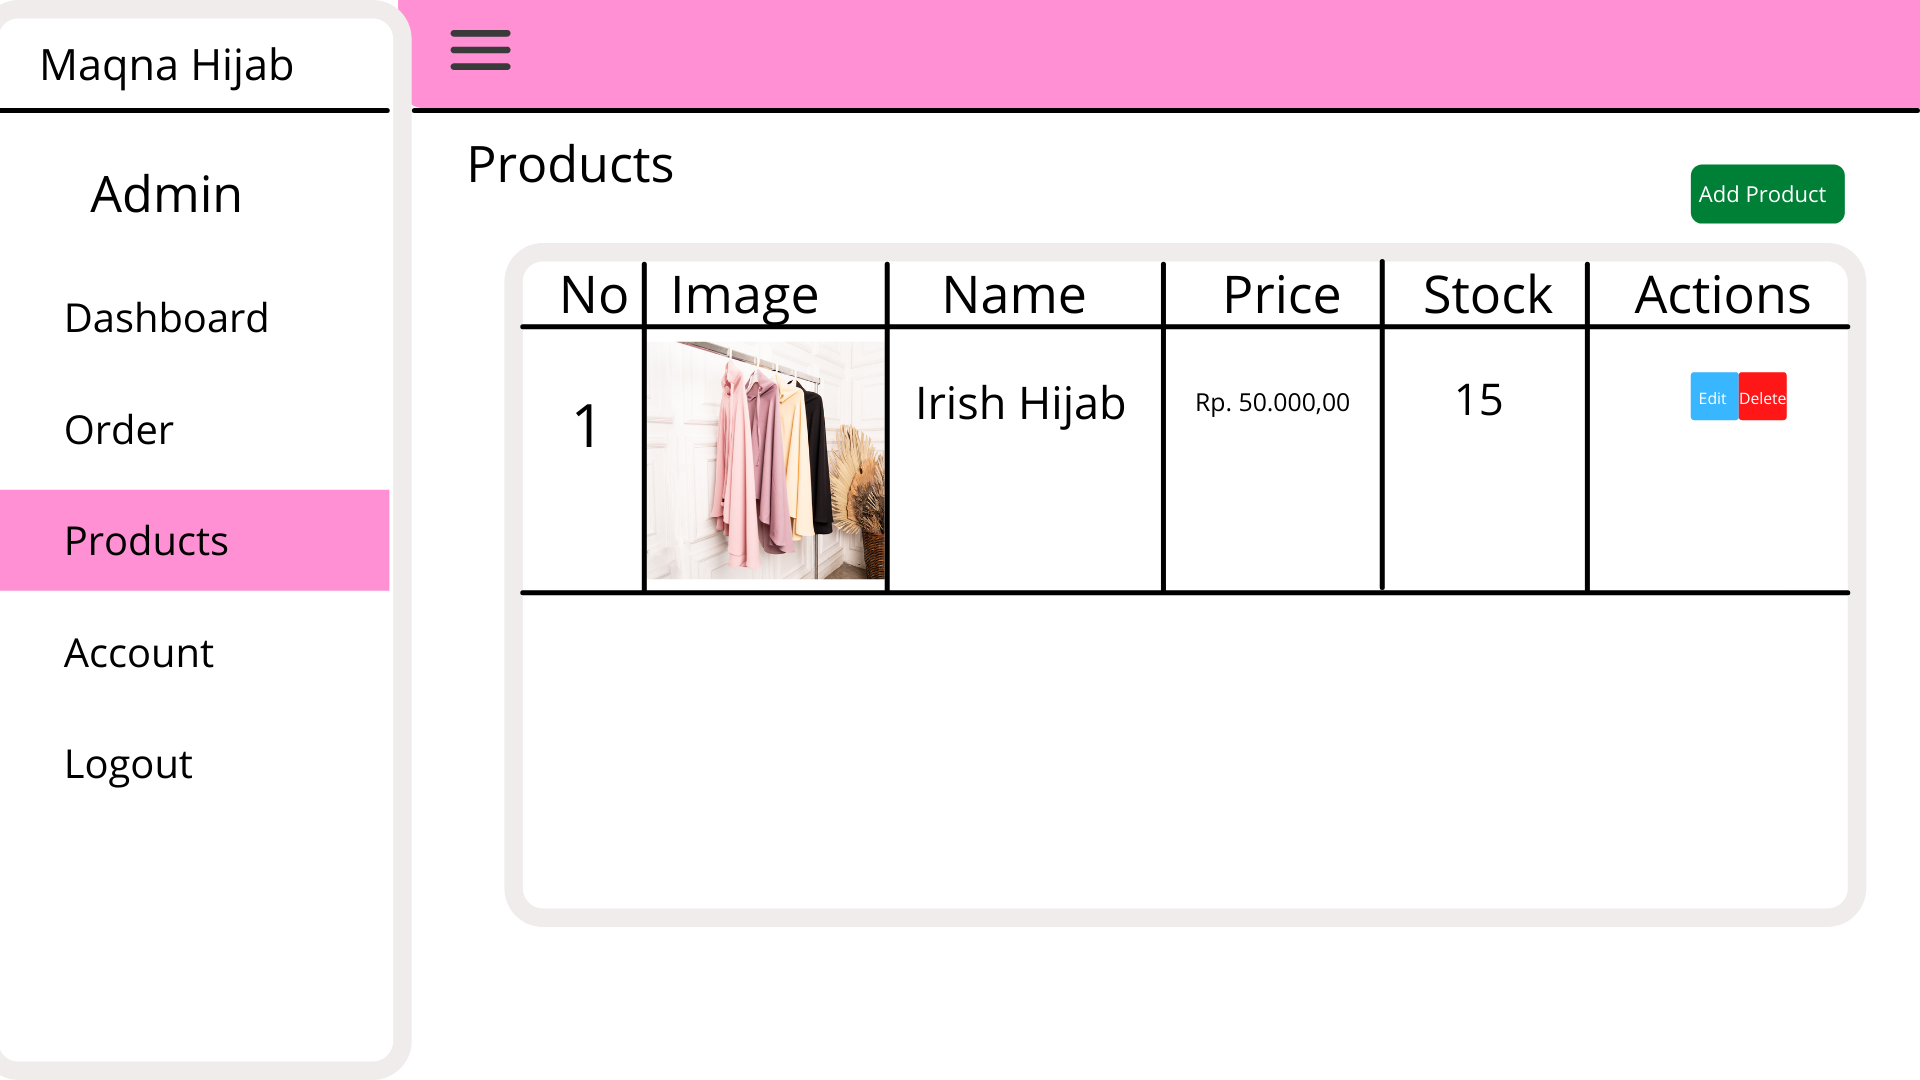 Maqna Hijab
Admin
Dashboard
Order
Products
Account
Logout
Products
Add Product
No Image Name Price Stock Actions
1 Irish Hijab Rp. 50.000,00 15 Edit Delete